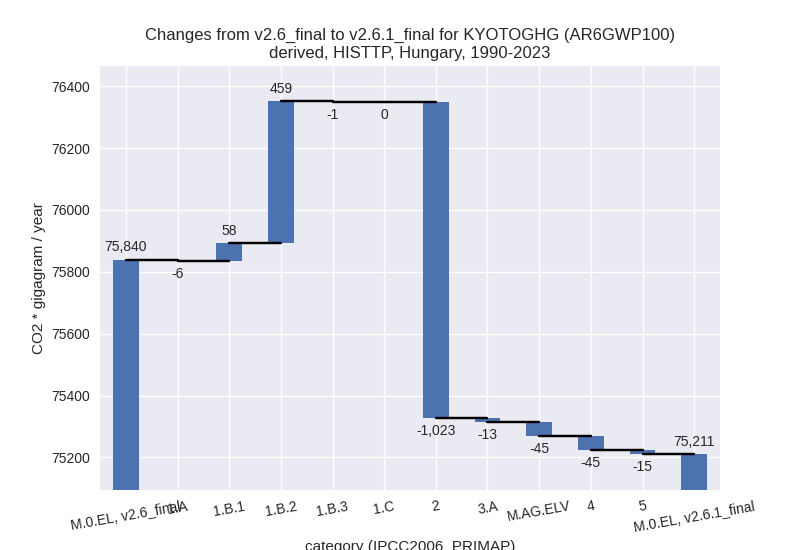 Changes from v2.6_final to v2.6.1_final for KYOTOGHG (AR6GWP100)
derived, HISTTP, Hungary, 1990-2023
CO2 * gigagram / year
76400
76200
76000
75800
75600
75400
75200
75,840
-6
58
459
-1
0
-1,023
-13
-45
-45
-15
75,211
M.0.EL, v2.6_final
1.A
1.B.1
1.B.2
1.B.3
1.C
2
3.A
M.AG.ELV
4
5
M.0.EL, v2.6.1_final
category (IPCC2006_PRIMAP)